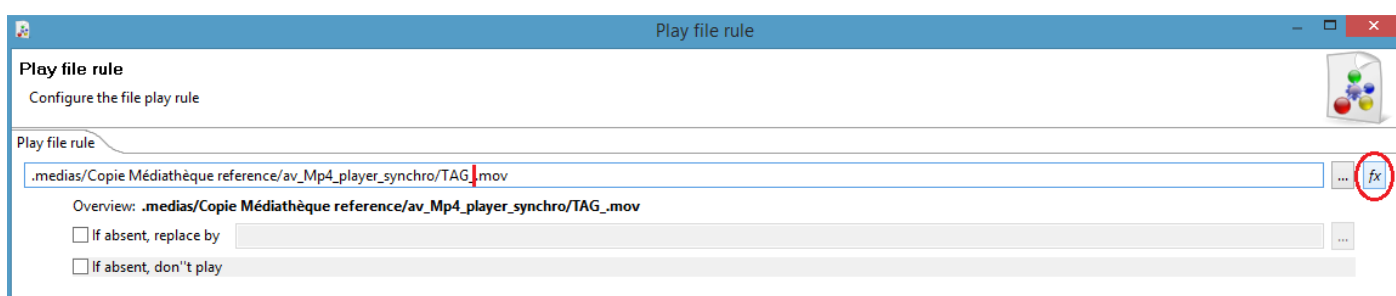 Play file rule
Play file rule
Configure the file play rule
Play file rule
.medias/Copie Médiathèque reference/av_Mp4_player_synchro/TAG_.mov ... fx
Overview: .medias/Copie Médiathèque reference/av_Mp4_player_synchro/TAG_.mov
If absent, replace by ...
If absent, don''t play